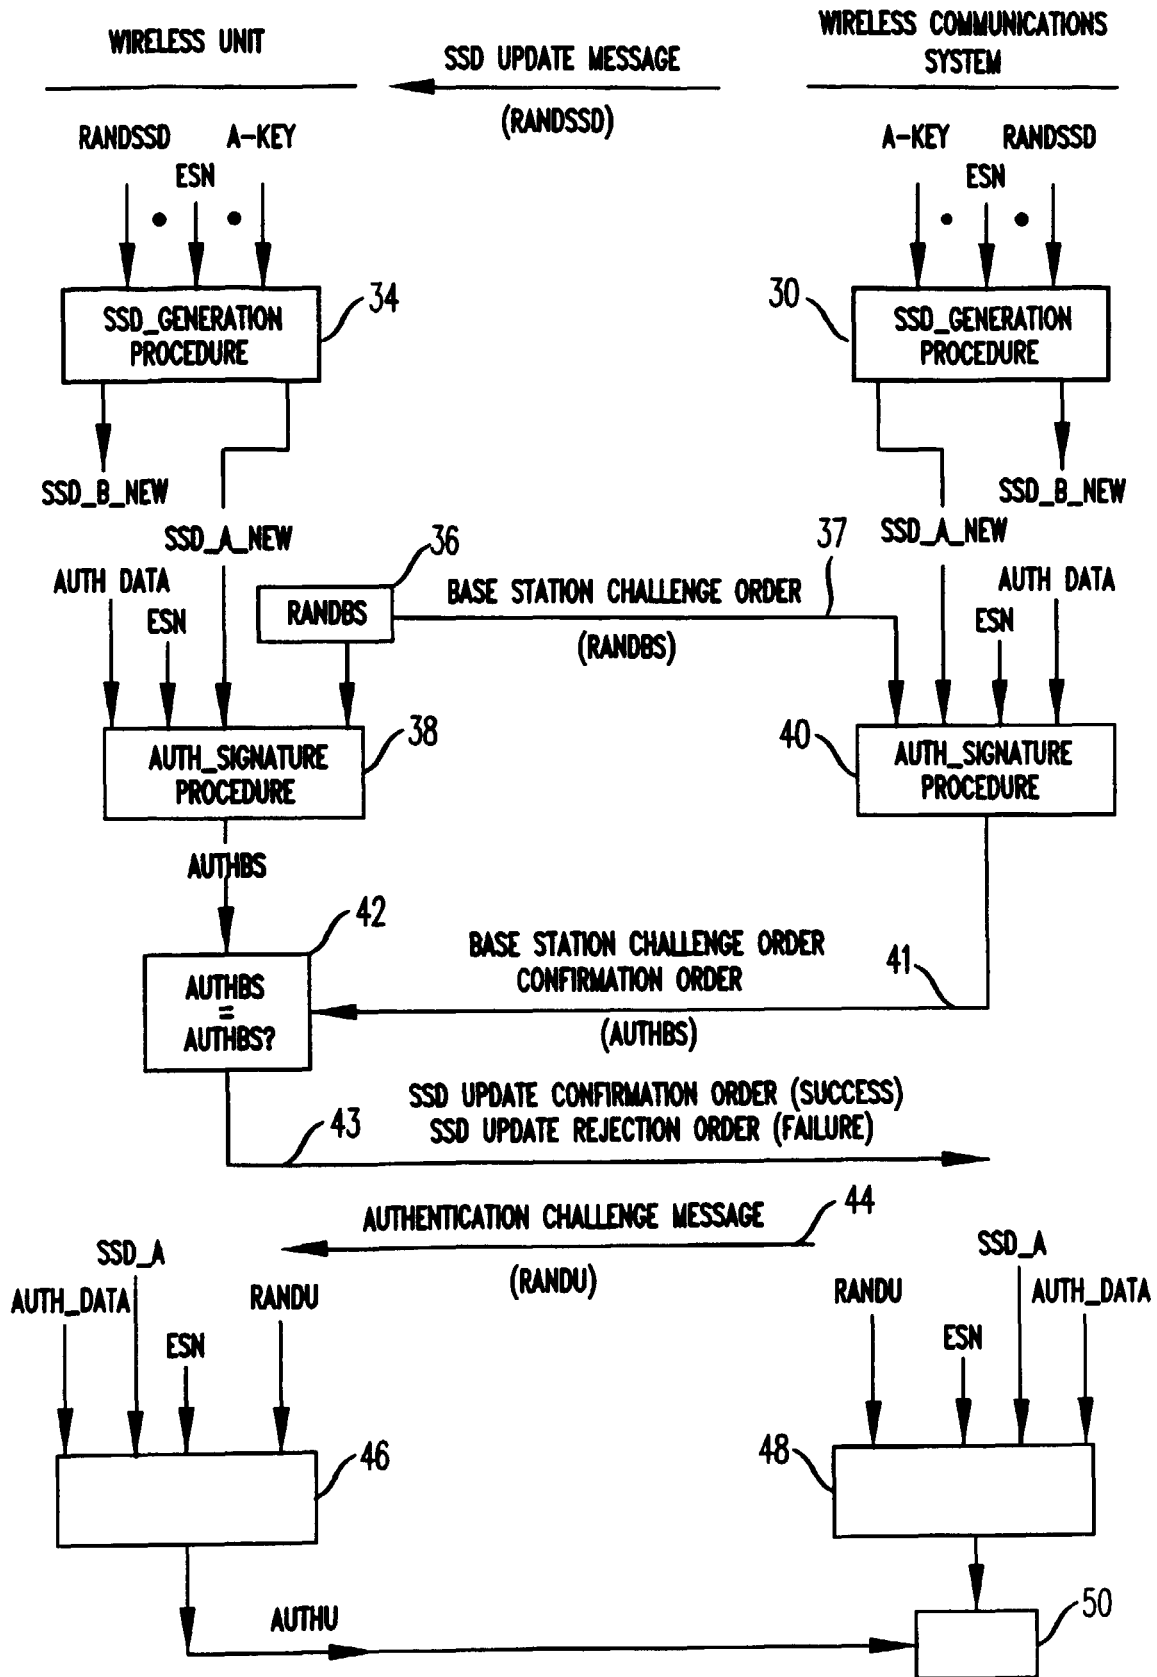 WIRELESS UNIT
SSD UPDATE MESSAGE
(RANDSSD)
WIRELESS COMMUNICATIONS
SYSTEM
RANDSSD
A-KEY
ESN
A-KEY
RANDSSD
ESN
34
SSD_GENERATION
PROCEDURE
30
SSD_GENERATION
PROCEDURE
SSD_B_NEW
SSD_A_NEW
SSD_B_NEW
SSD_A_NEW
36
37
AUTH DATA
ESN
RANDBS
BASE STATION CHALLENGE ORDER
(RANDBS)
AUTH DATA
ESN
38
AUTH_SIGNATURE
PROCEDURE
40
AUTH_SIGNATURE
PROCEDURE
AUTHBS
42
AUTHBS
=
AUTHBS?
BASE STATION CHALLENGE ORDER
CONFIRMATION ORDER
41
(AUTHBS)
SSD UPDATE CONFIRMATION ORDER (SUCCESS)
SSD UPDATE REJECTION ORDER (FAILURE)
43
AUTHENTICATION CHALLENGE MESSAGE
44
(RANDU)
SSD_A
AUTH_DATA
RANDU
ESN
SSD_A
RANDU
AUTH_DATA
ESN
46
48
AUTHU
50